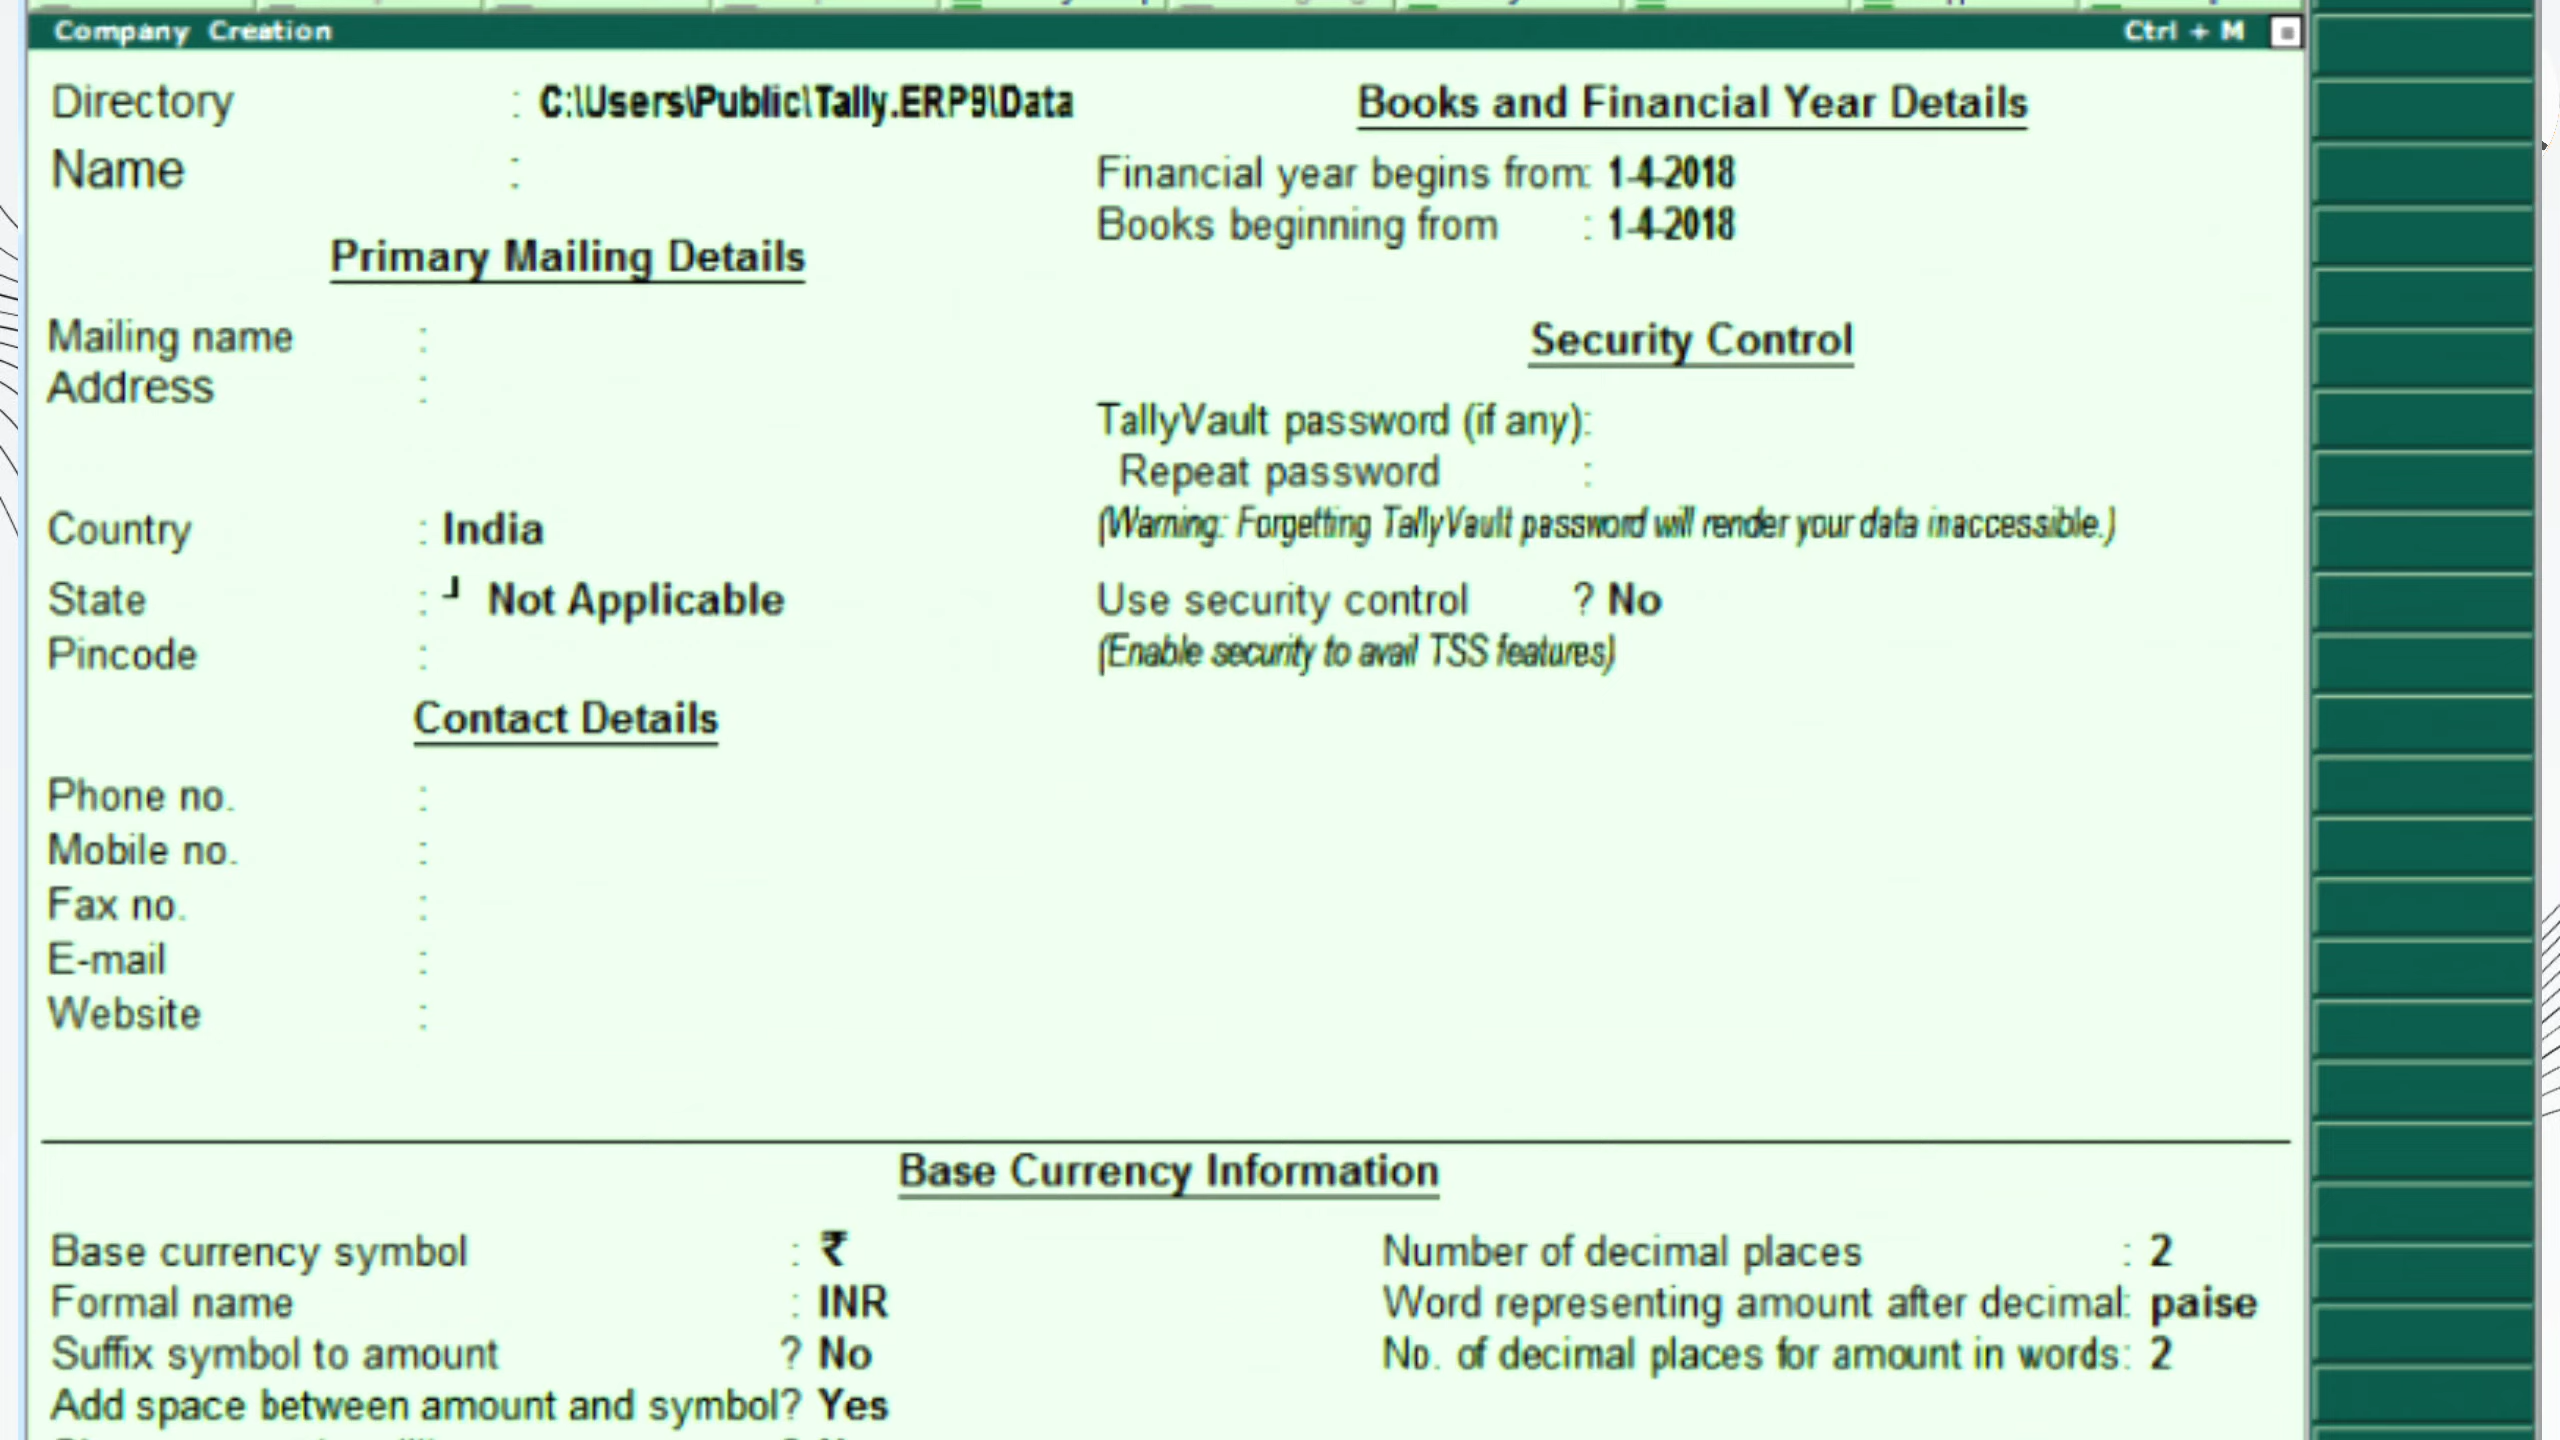 Company Creation Ctrl + M
Directory : C:\Users\Public\Tally.ERP9\Data
Name :
Primary Mailing Details
Mailing name :
Address :
Country : India
State : ┘ Not Applicable
Pincode :
Contact Details
Phone no. :
Mobile no. :
Fax no. :
E-mail :
Website :
Books and Financial Year Details
Financial year begins from: 1-4-2018
Books beginning from : 1-4-2018
Security Control
TallyVault password (if any):
Repeat password :
(Warning: Forgetting TallyVault password will render your data inaccessible.)
Use security control ? No
(Enable security to avail TSS features)
Base Currency Information
Base currency symbol : ₹
Formal name : INR
Suffix symbol to amount ? No
Add space between amount and symbol? Yes
Number of decimal places : 2
Word representing amount after decimal: paise
No. of decimal places for amount in words: 2